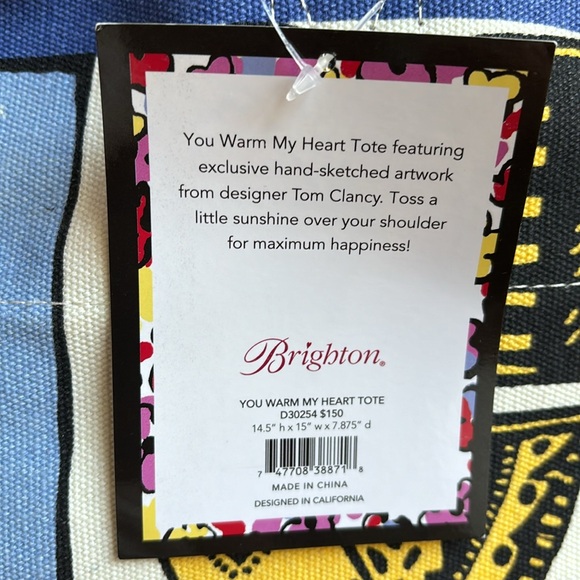 You Warm My Heart Tote featuring
exclusive hand-sketched artwork
from designer Tom Clancy. Toss a
little sunshine over your shoulder
for maximum happiness!
Brighton®
YOU WARM MY HEART TOTE
D30254 $150
14.5" h x 15" w x 7.875" d
7 47708 38871 8
MADE IN CHINA
DESIGNED IN CALIFORNIA